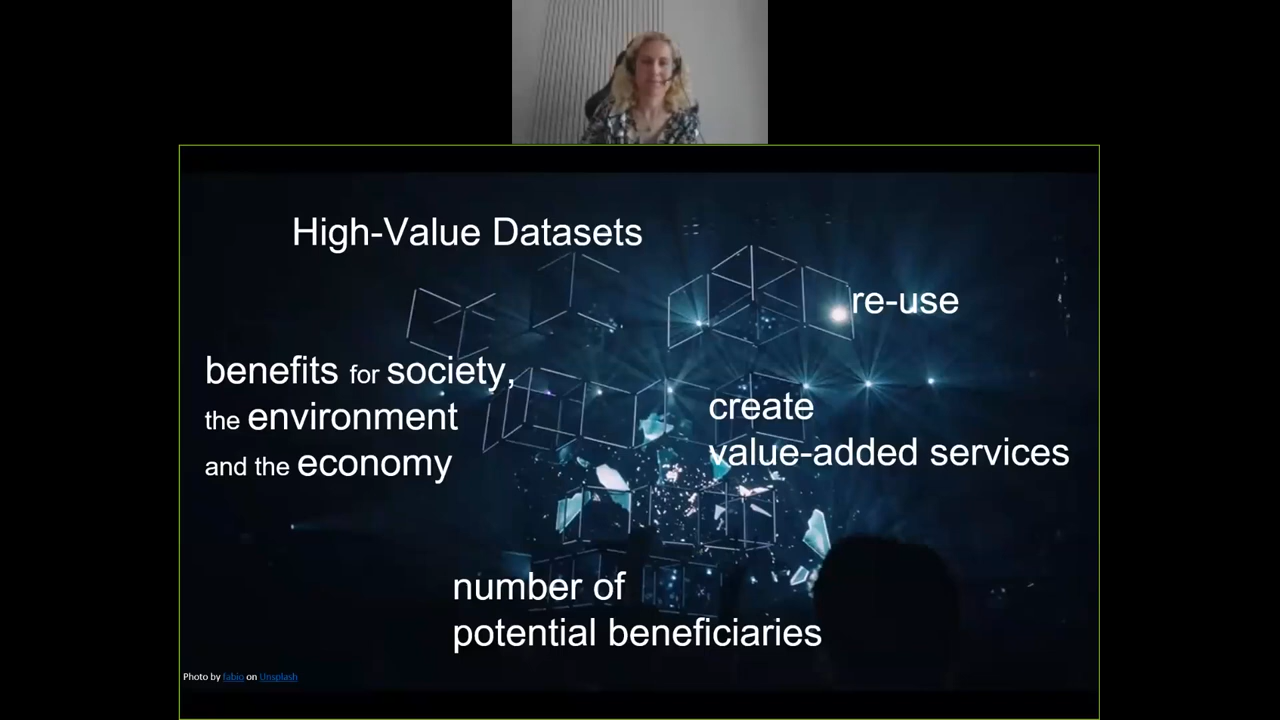 High-Value Datasets
re-use
benefits for society,
the environment
and the economy
create
value-added services
number of
potential beneficiaries
Photo by fabio on Unsplash